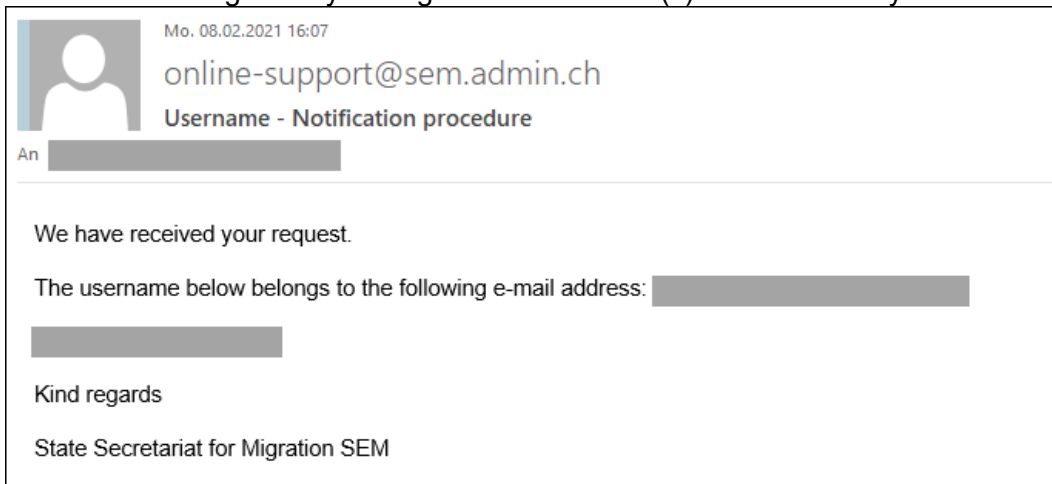 Mo. 08.02.2021 16:07
online-support@sem.admin.ch
Username - Notification procedure
An
We have received your request.
The username below belongs to the following e-mail address:
Kind regards
State Secretariat for Migration SEM